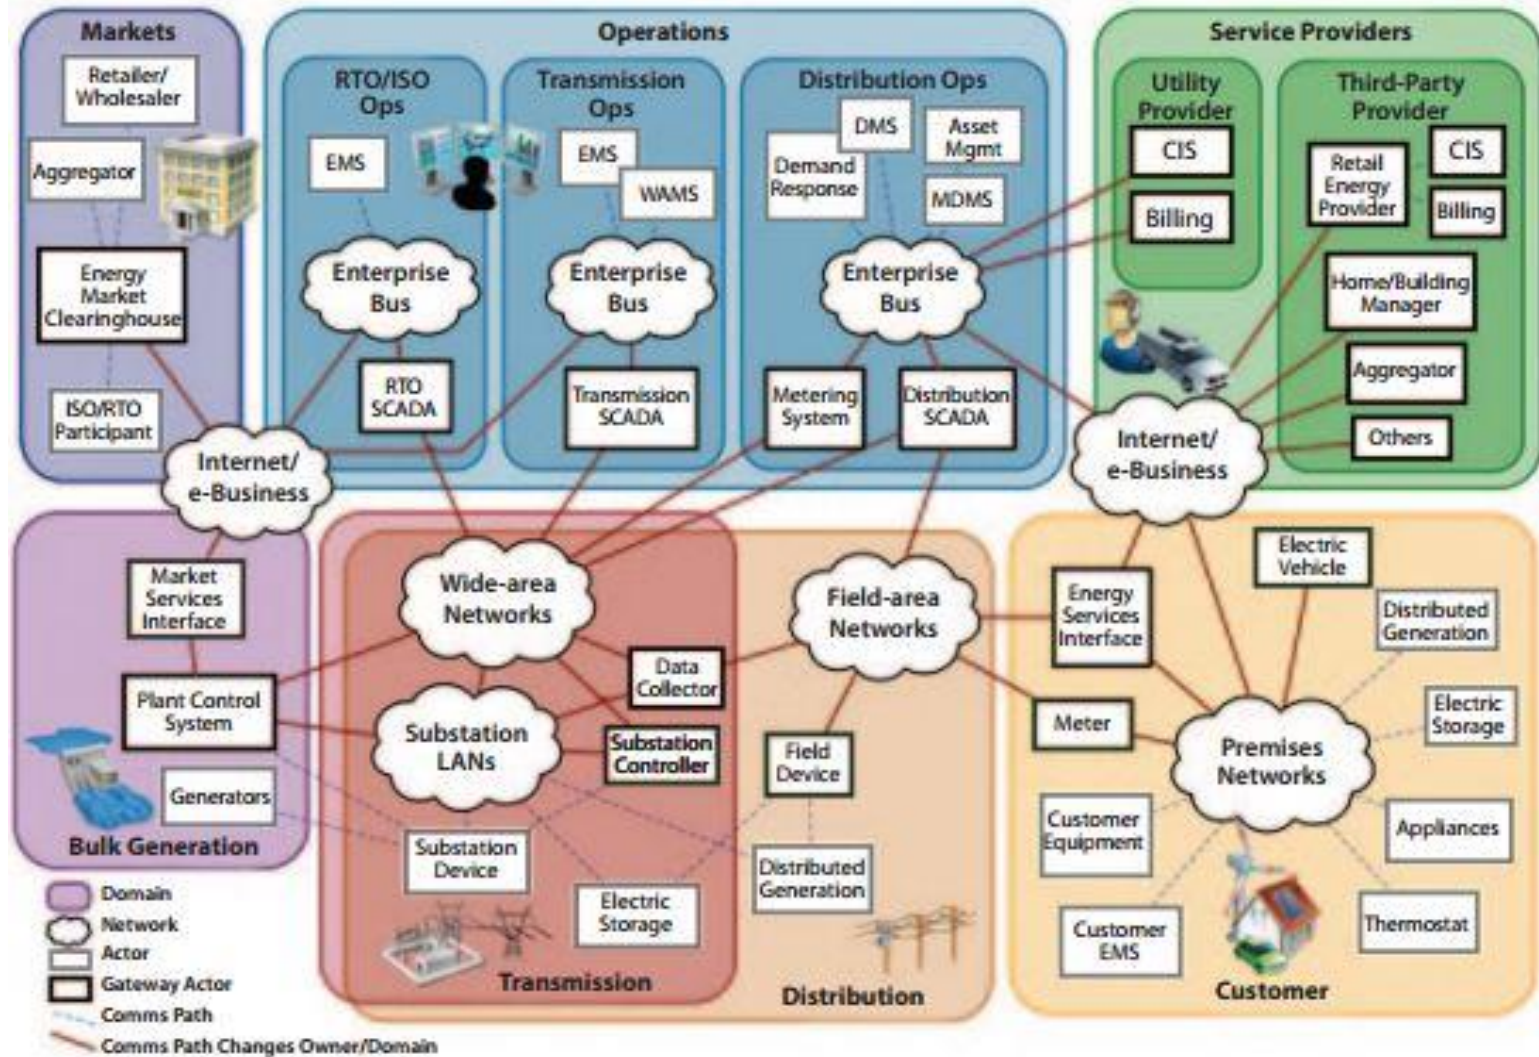 Markets
Retailer/
Wholesaler
Aggregator
Energy
Market
Clearinghouse
ISO/RTO
Participant
Internet/
e-Business
Operations
RTO/ISO
Ops
EMS
Enterprise
Bus
RTO
SCADA
Transmission
Ops
EMS
WAMS
Enterprise
Bus
Transmission
SCADA
Distribution Ops
DMS
Asset
Mgmt
Demand
Response
MDMS
Enterprise
Bus
Metering
System
Distribution
SCADA
Service Providers
Utility
Provider
CIS
Billing
Third-Party
Provider
Retail
Energy
Provider
CIS
Billing
Home/Building
Manager
Aggregator
Others
Internet/
e-Business
Market
Services
Interface
Plant Control
System
Generators
Bulk Generation
Wide-area
Networks
Substation
LANs
Data
Collector
Substation
Controller
Substation
Device
Electric
Storage
Transmission
Field-area
Networks
Field
Device
Distributed
Generation
Distribution
Energy
Services
Interface
Electric
Vehicle
Distributed
Generation
Meter
Electric
Storage
Premises
Networks
Customer
Equipment
Appliances
Customer
EMS
Thermostat
Customer
Domain
Network
Actor
Gateway Actor
Comms Path
Comms Path Changes Owner/Domain